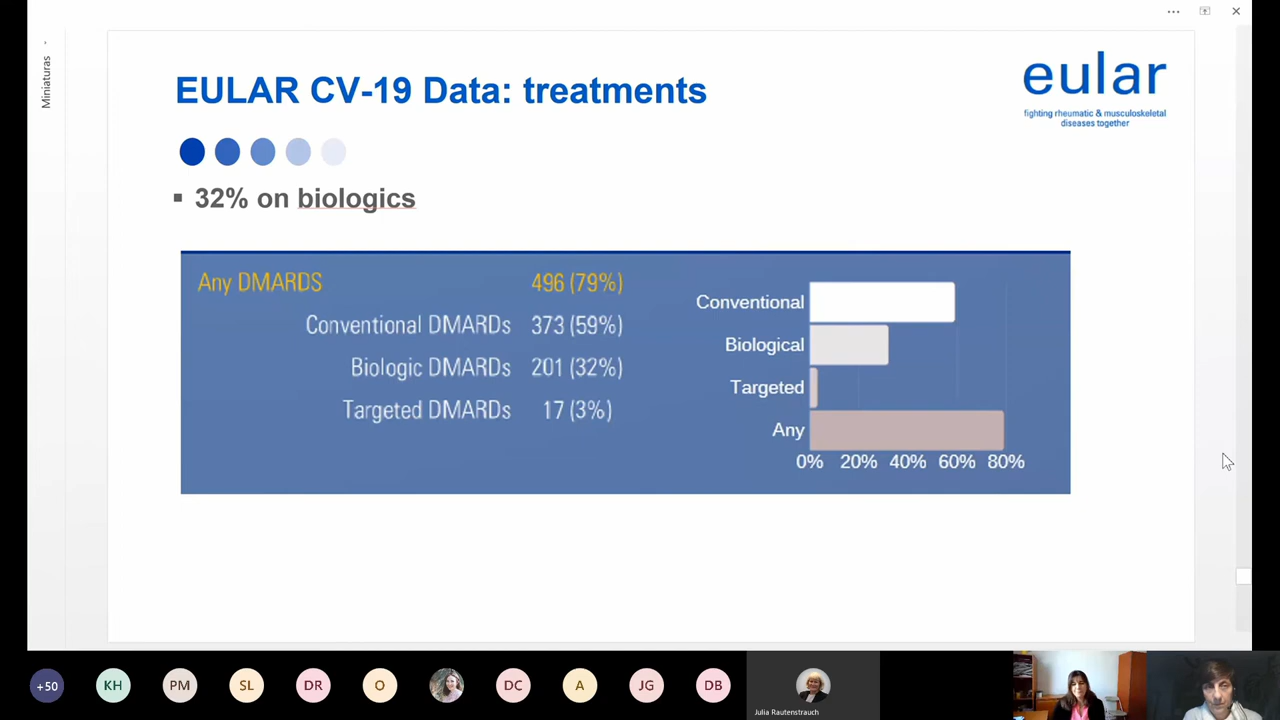 Miniaturas
EULAR CV-19 Data: treatments
eular
fighting rheumatic & musculoskeletal
diseases together
32% on biologics
Any DMARDS 496 (79%)
Conventional DMARDs 373 (59%)
Biologic DMARDs 201 (32%)
Targeted DMARDs 17 (3%)
Conventional
Biological
Targeted
Any
0% 20% 40% 60% 80%
+50 KH PM SL DR O DC A JG DB
Julia Rautenstrauch